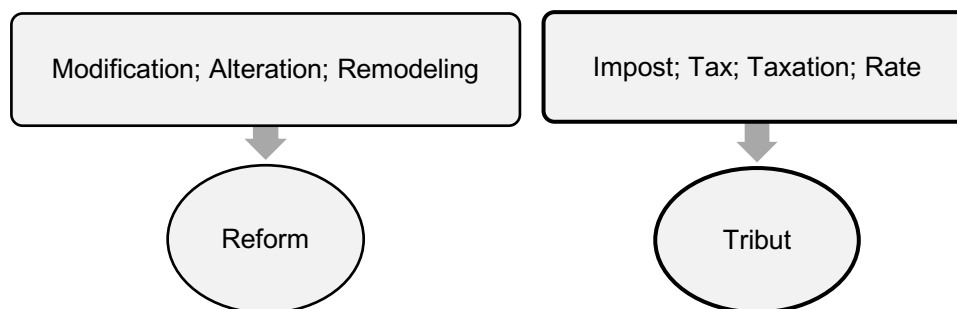 Modification; Alteration; Remodeling
Impost; Tax; Taxation; Rate
Reform
Tribut